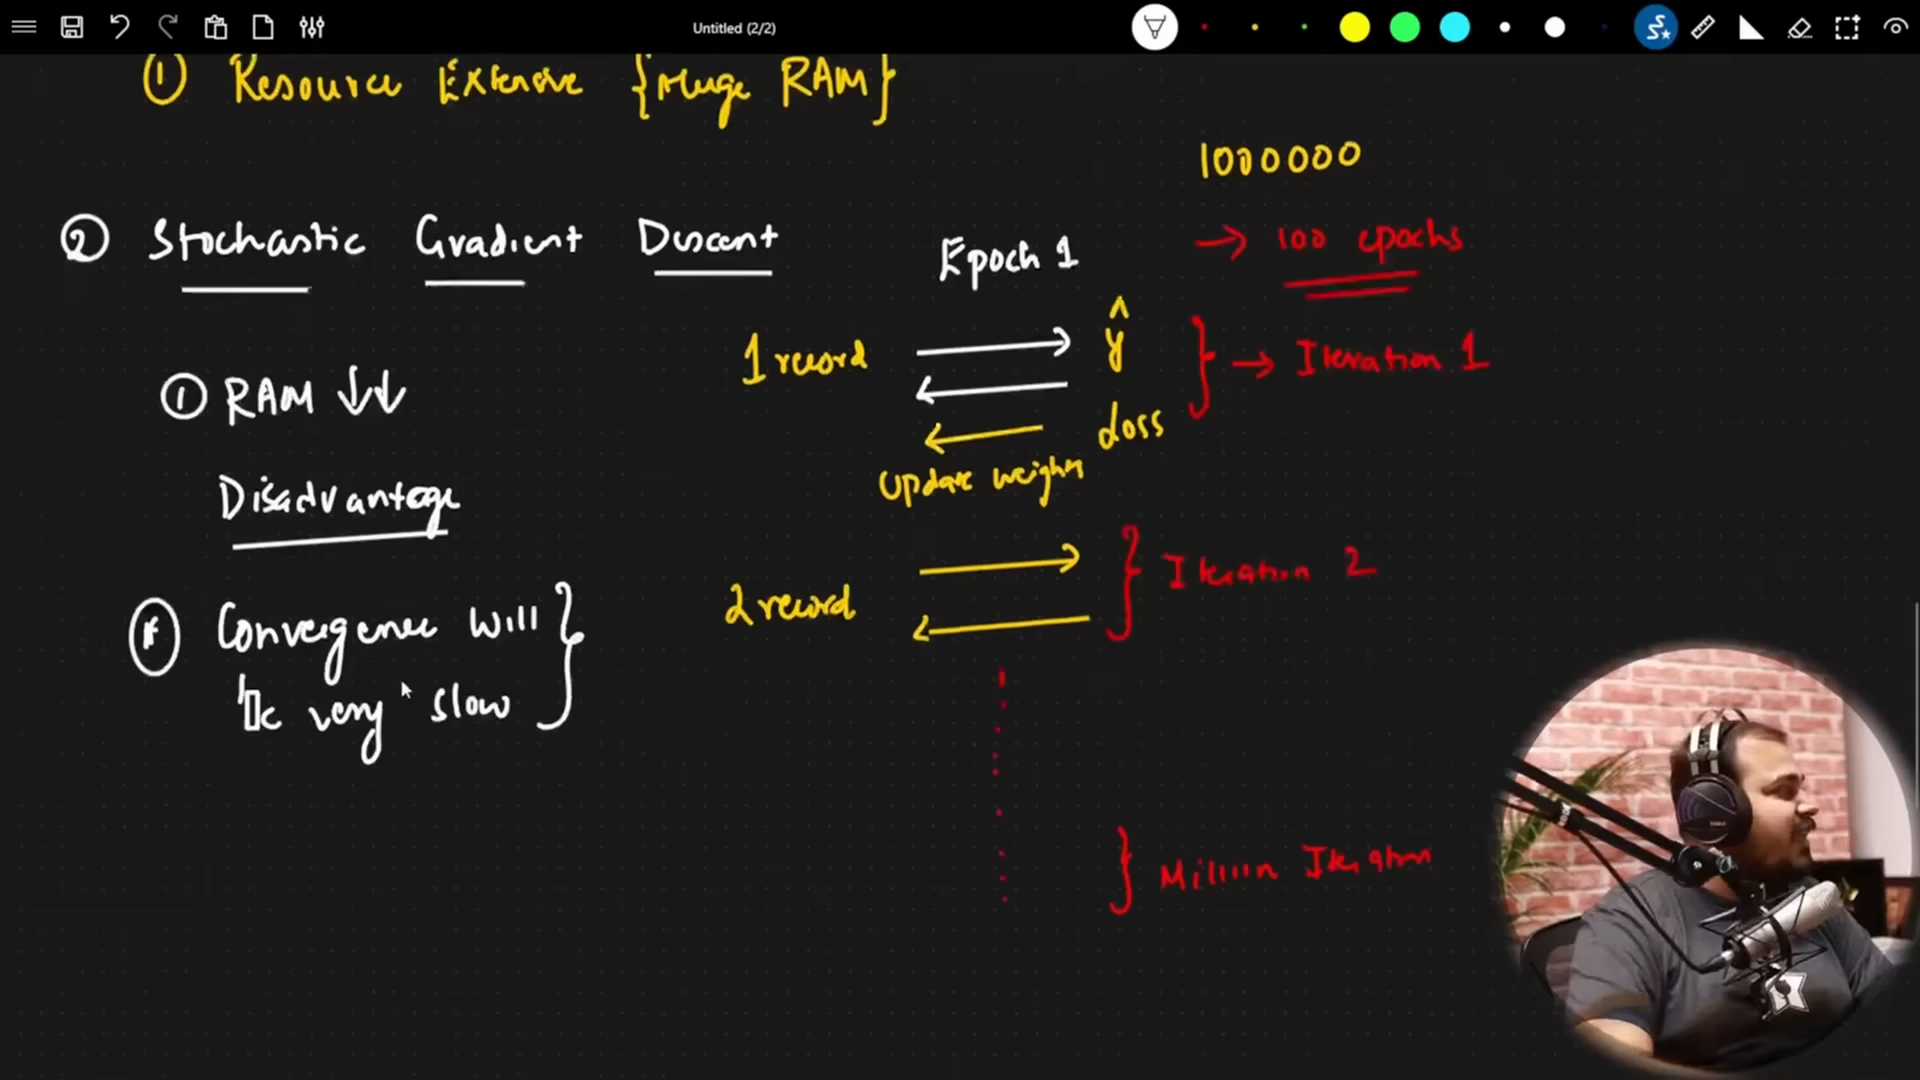 Untitled (2/2)
① Resource Extensive {Huge RAM}
1000000
② Stochastic Gradient Descent
Epoch 1
→ 100 epochs
1 record
ŷ
→ Iteration 1
① RAM ↓↓
Loss
Update weights
Disadvantage
2 record
Iteration 2
Convergence will
be very slow
Million Iteration